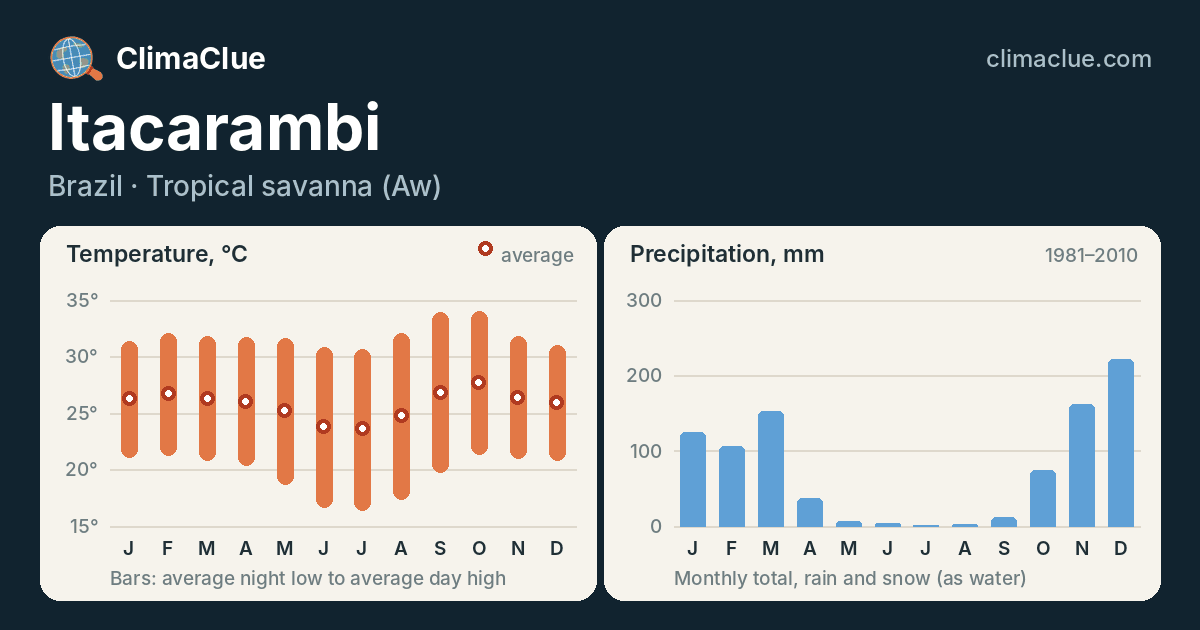 ClimaClue
climaclue.com
Itacarambi
Brazil · Tropical savanna (Aw)
Temperature, °C
average
35°
30°
25°
20°
15°
J F M A M J J A S O N D
Bars: average night low to average day high
Precipitation, mm
1981–2010
300
200
100
0
J F M A M J J A S O N D
Monthly total, rain and snow (as water)